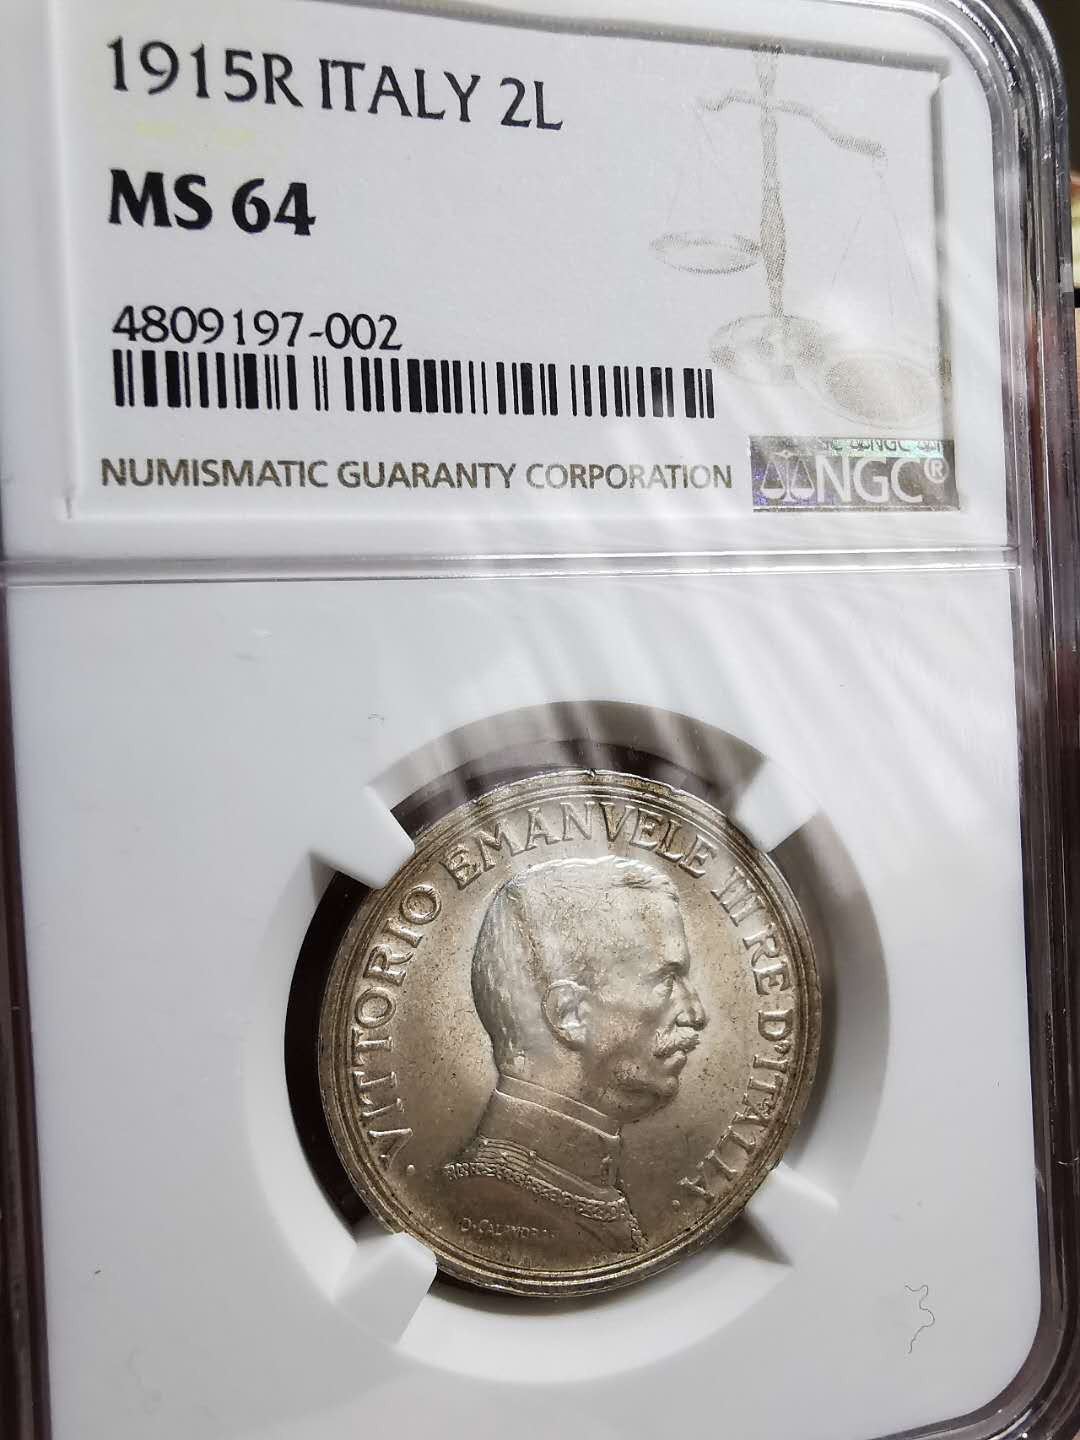 1915R ITALY 2L
MS 64
4809197-002
NUMISMATIC GUARANTY CORPORATION
NGC®
VITTORIO EMANVELE III RE D'ITALIA